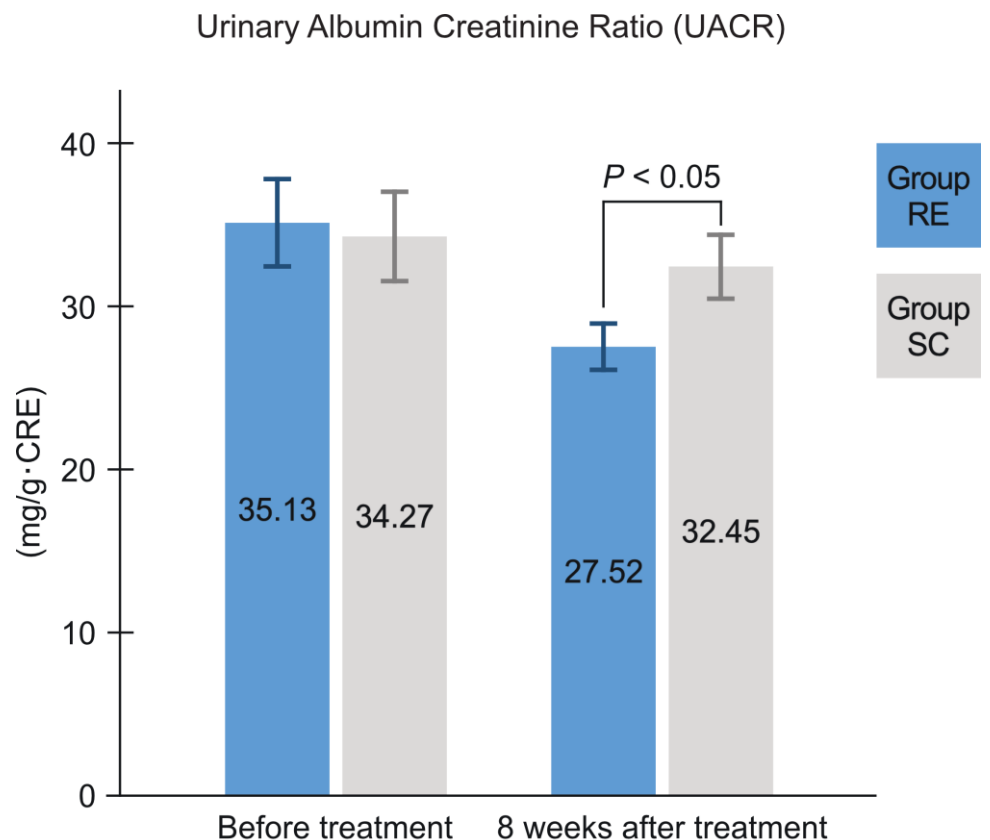 Urinary Albumin Creatinine Ratio (UACR)
(mg/g·CRE)
40
30
20
10
0
35.13
34.27
27.52
32.45
P < 0.05
Before treatment
8 weeks after treatment
Group
RE
Group
SC